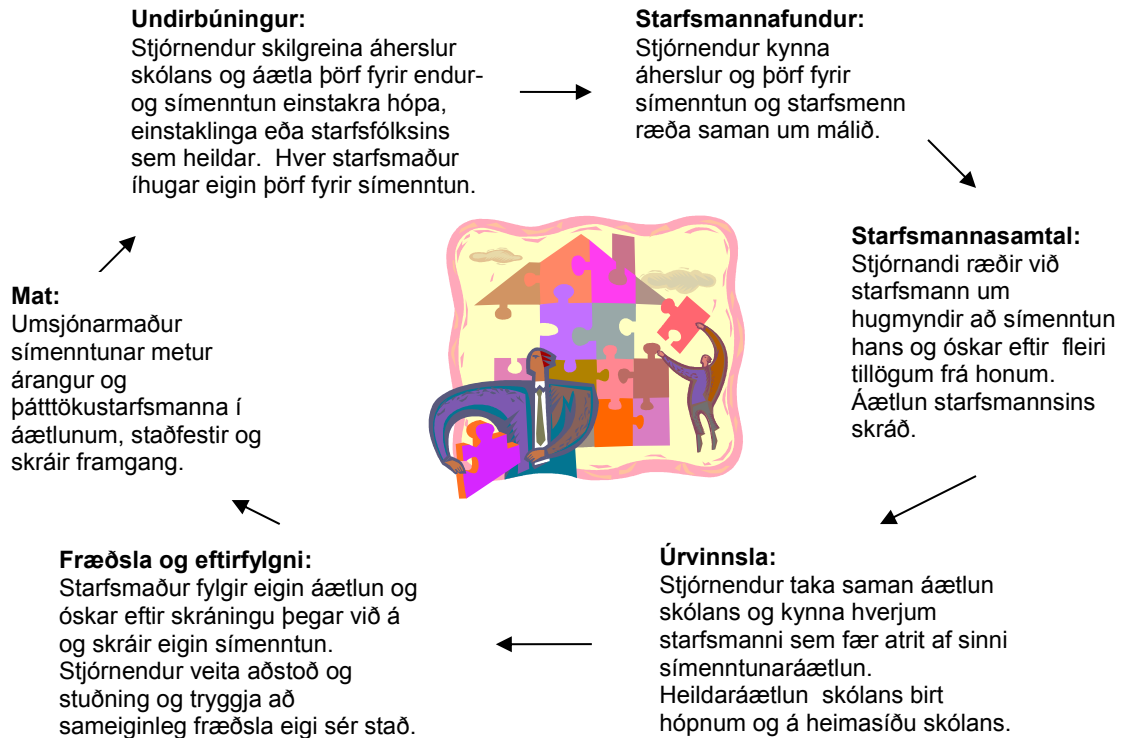 Undirbúningur:
Stjórnendur skilgreina áherslur
skólans og áætla þörf fyrir endur-
og símenntun einstakra hópa,
einstaklinga eða starfsfólksins
sem heildar.  Hver starfsmaður
íhugar eigin þörf fyrir símenntun.
Starfsmannafundur:
Stjórnendur kynna
áherslur og þörf fyrir
símenntun og starfsmenn
ræða saman um málið.
Starfsmannasamtal:
Stjórnandi ræðir við
starfsmann um
hugmyndir að símenntun
hans og óskar eftir  fleiri
tillögum frá honum.
Áætlun starfsmannsins
skráð.
Úrvinnsla:
Stjórnendur taka saman áætlun
skólans og kynna hverjum
starfsmanni sem fær atrit af sinni
símenntunaráætlun.
Heildaráætlun  skólans birt
hópnum og á heimasíðu skólans.
Fræðsla og eftirfylgni:
Starfsmaður fylgir eigin áætlun og
óskar eftir skráningu þegar við á
og skráir eigin símenntun.
Stjórnendur veita aðstoð og
stuðning og tryggja að
sameiginleg fræðsla eigi sér stað.
Mat:
Umsjónarmaður
símenntunar metur
árangur og
þátttökustarfsmanna í
áætlunum, staðfestir og
skráir framgang.